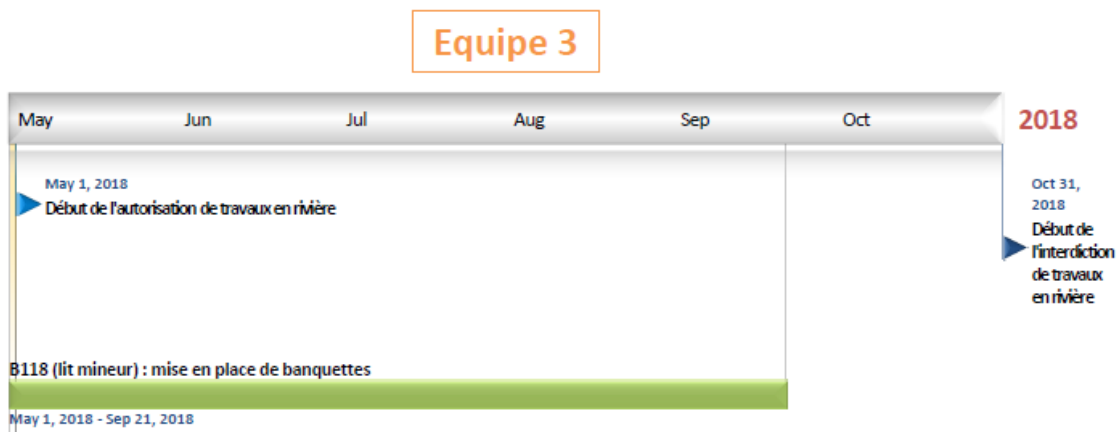 Equipe 3
May Jun Jul Aug Sep Oct 2018
May 1, 2018
Début de l'autorisation de travaux en rivière
Oct 31,
2018
Début de
l'interdiction
de travaux
en rivière
B118 (lit mineur) : mise en place de banquettes
May 1, 2018 - Sep 21, 2018